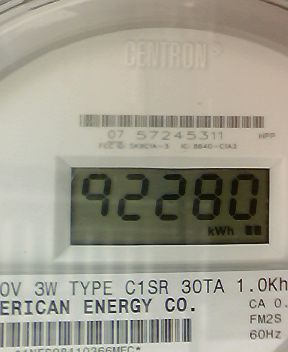 CENTRON®
07 57245311 HPP
92280
kWh
0V 3W TYPE C1SR 30TA 1.0Kh
ERICAN ENERGY CO. CA 0.
FM2S
60Hz